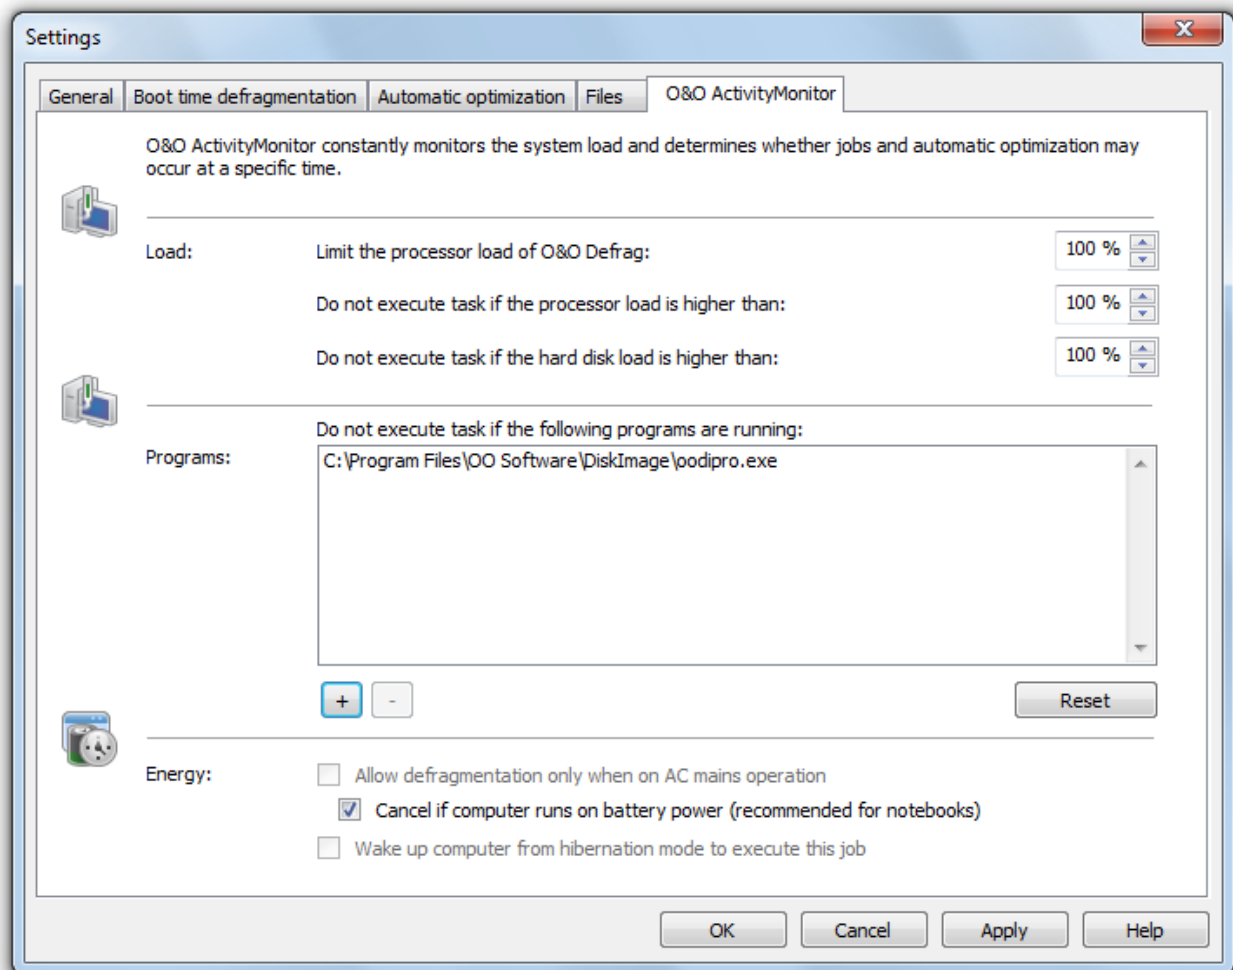 Settings
General
Boot time defragmentation
Automatic optimization
Files
O&O ActivityMonitor
O&O ActivityMonitor constantly monitors the system load and determines whether jobs and automatic optimization may
occur at a specific time.
Load:
Limit the processor load of O&O Defrag:
100 %
Do not execute task if the processor load is higher than:
100 %
Do not execute task if the hard disk load is higher than:
100 %
Do not execute task if the following programs are running:
Programs:
C:\Program Files\OO Software\DiskImage\oodipro.exe
+
-
Reset
Energy:
Allow defragmentation only when on AC mains operation
Cancel if computer runs on battery power (recommended for notebooks)
Wake up computer from hibernation mode to execute this job
OK
Cancel
Apply
Help